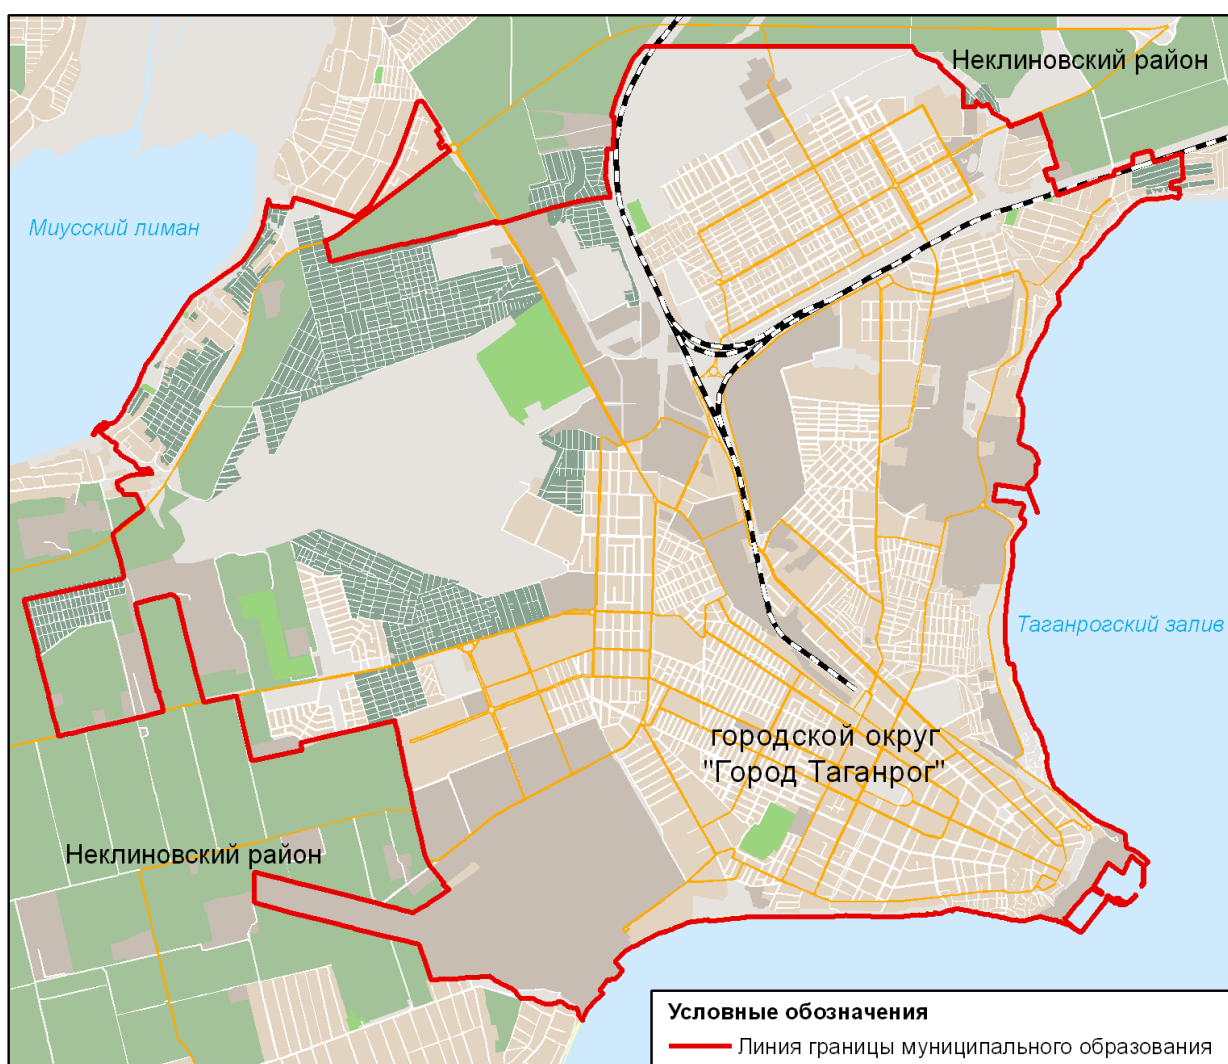 Неклиновский район
Миусский лиман
Таганрогский залив
городской округ
"Город Таганрог"
Неклиновский район
Условные обозначения
Линия границы муниципального образования